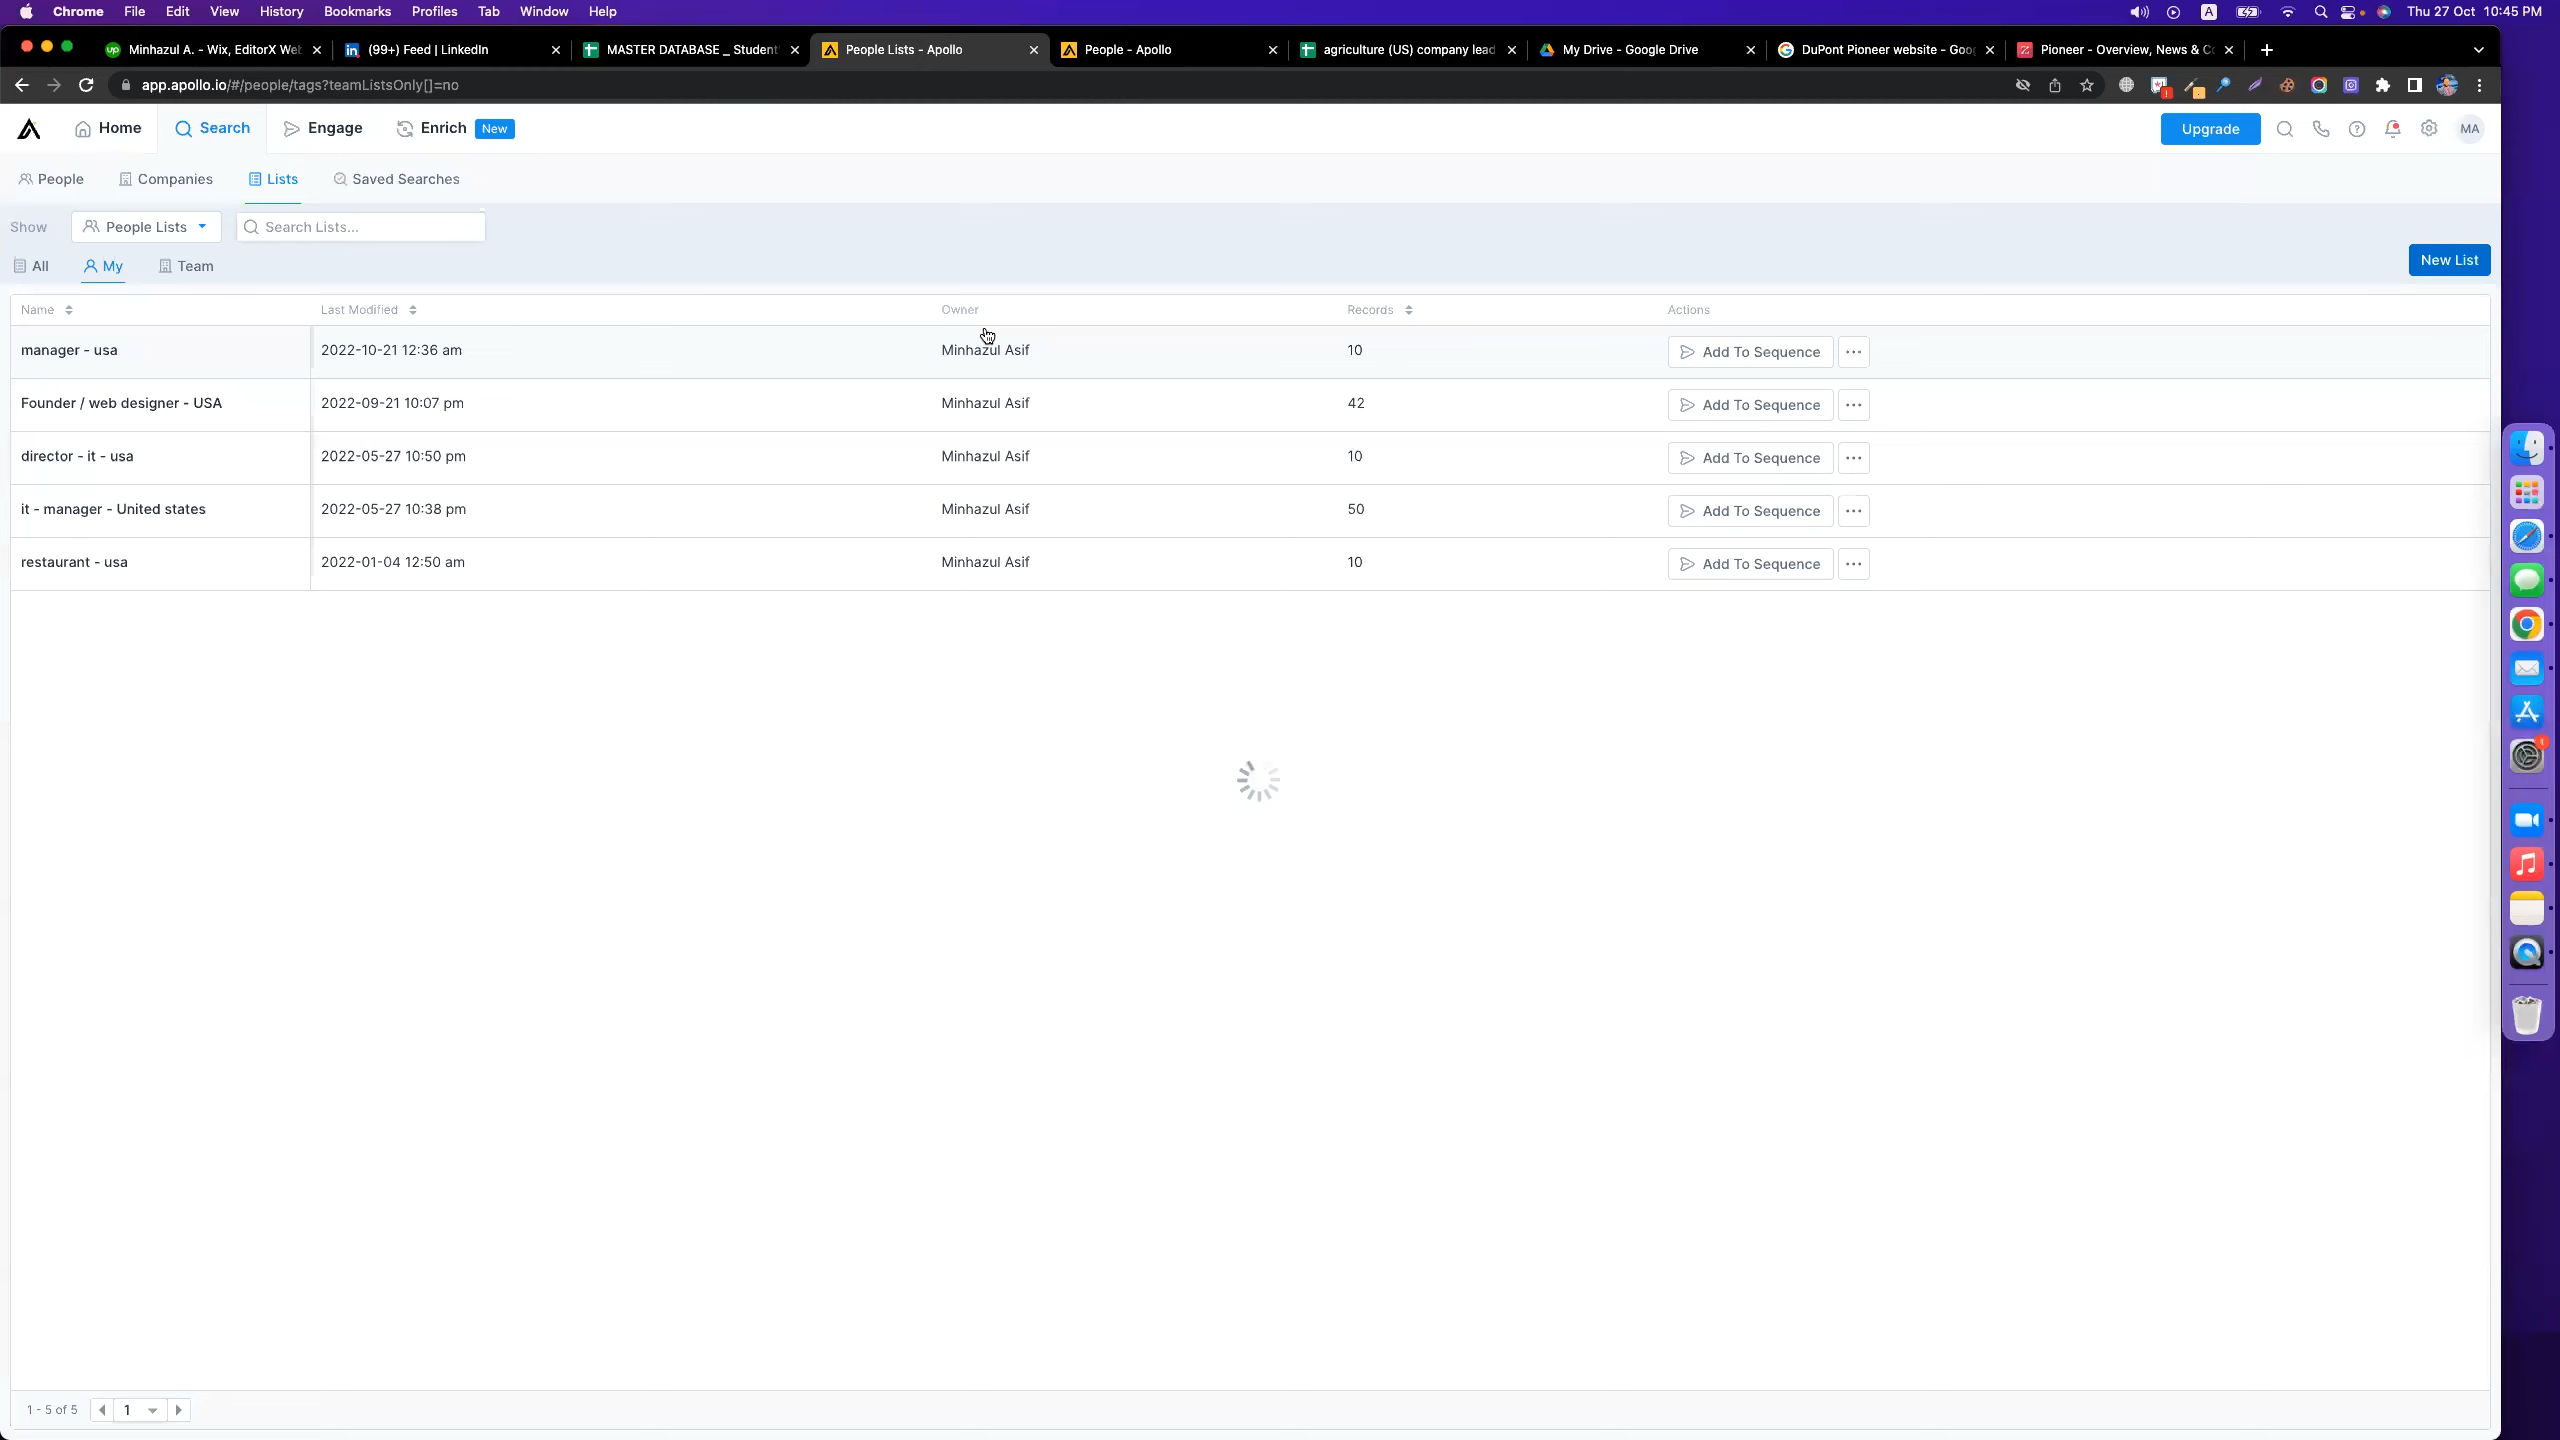 Chrome File Edit View History Bookmarks Profiles Tab Window Help A Thu 27 Oct 10:45 PM
up Minhazul A. - Wix, EditorX We in (99+) Feed | LinkedIn MASTER DATABASE _ Student People Lists - Apollo People - Apollo agriculture (US) company lead My Drive - Google Drive DuPont Pioneer website - Goo Pioneer - Overview, News & C
app.apollo.io/#/people/tags?teamListsOnly[]=no
Home Search Engage Enrich New Upgrade MA
People Companies Lists Saved Searches
Show People Lists Search Lists...
All My Team New List
Name Last Modified Owner Records Actions
manager - usa 2022-10-21 12:36 am Minhazul Asif 10 Add To Sequence
Founder / web designer - USA 2022-09-21 10:07 pm Minhazul Asif 42 Add To Sequence
director - it - usa 2022-05-27 10:50 pm Minhazul Asif 10 Add To Sequence
it - manager - United states 2022-05-27 10:38 pm Minhazul Asif 50 Add To Sequence
restaurant - usa 2022-01-04 12:50 am Minhazul Asif 10 Add To Sequence
1 - 5 of 5 1